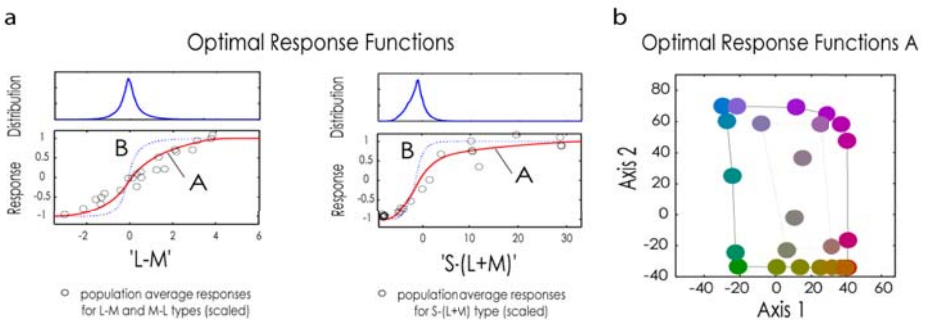 a
Optimal Response Functions
Distribution
Response
1
0.5
0
-0.5
-1
B
A
-2 0 2 4 6
'L-M'
○ population average responses
for L-M and M-L types (scaled)
Distribution
Response
1
0.5
0
-0.5
-1
B
A
0 10 20 30
'S-(L+M)'
○ population average responses
for S-(L+M) type (scaled)
b
Optimal Response Functions A
Axis 2
80
60
40
20
0
-20
-40
-40 -20 0 20 40 60
Axis 1